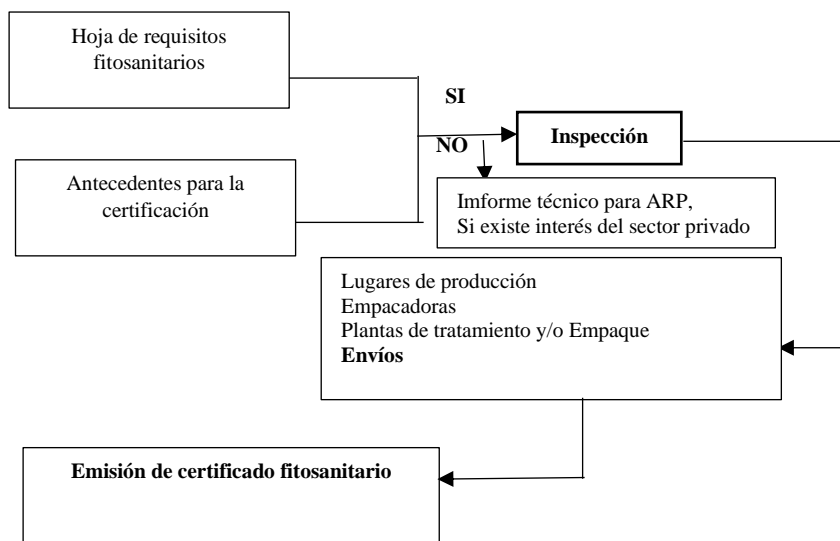 Hoja de requisitos
fitosanitarios
SI
Inspección
NO
Antecedentes para la
certificación
Imforme técnico para ARP,
Si existe interés del sector privado
Lugares de producción
Empacadoras
Plantas de tratamiento y/o Empaque
Envíos
Emisión de certificado fitosanitario